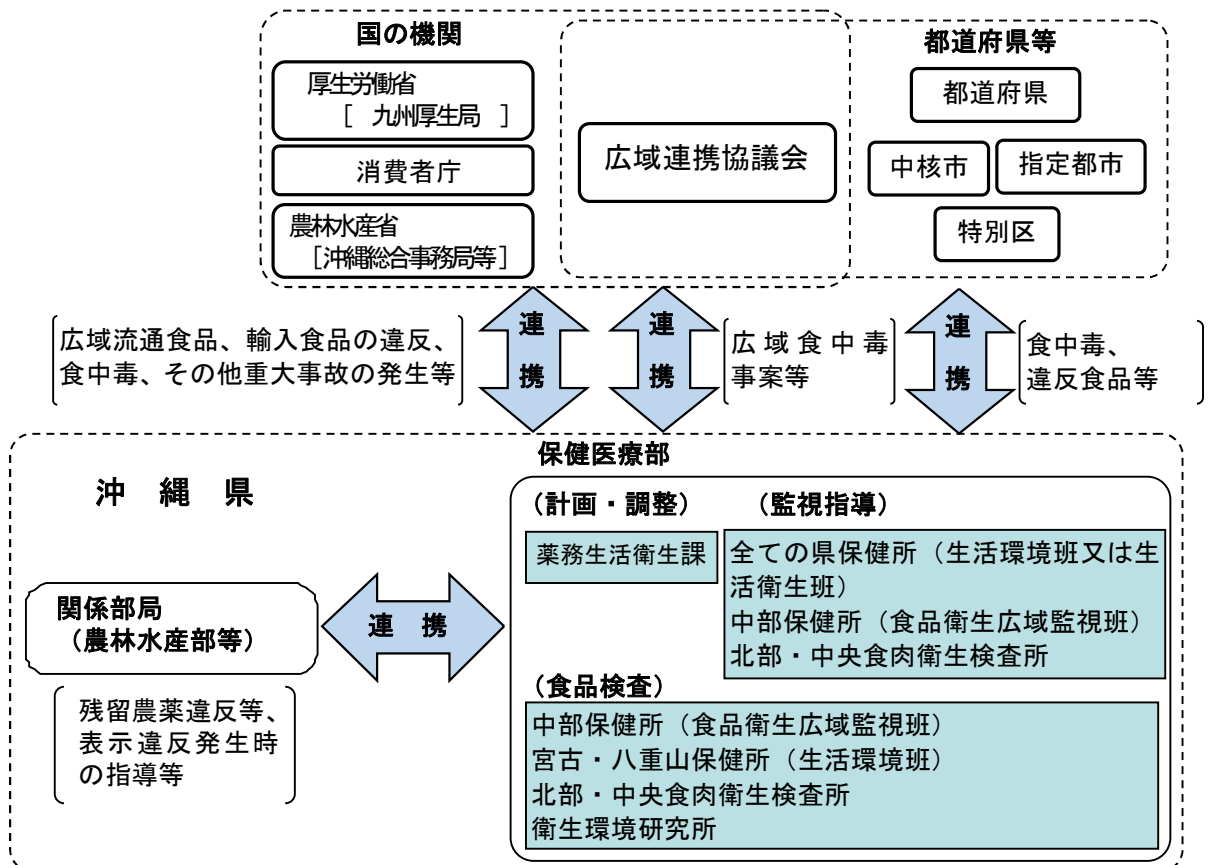 国の機関
厚生労働省
[ 九州厚生局 ]
消費者庁
農林水産省
[沖縄総合事務局等]
広域連携協議会
都道府県等
都道府県
中核市
指定都市
特別区
広域流通食品、輸入食品の違反、
食中毒、その他重大事故の発生等
連
携
連
携
広域食中毒
事案等
連
携
食中毒、
違反食品等
沖 縄 県
保健医療部
関係部局
（農林水産部等）
連 携
残留農薬違反等、
表示違反発生時
の指導等
（計画・調整）
薬務生活衛生課
（監視指導）
全ての県保健所（生活環境班又は生
活衛生班）
中部保健所（食品衛生広域監視班）
北部・中央食肉衛生検査所
（食品検査）
中部保健所（食品衛生広域監視班）
宮古・八重山保健所（生活環境班）
北部・中央食肉衛生検査所
衛生環境研究所